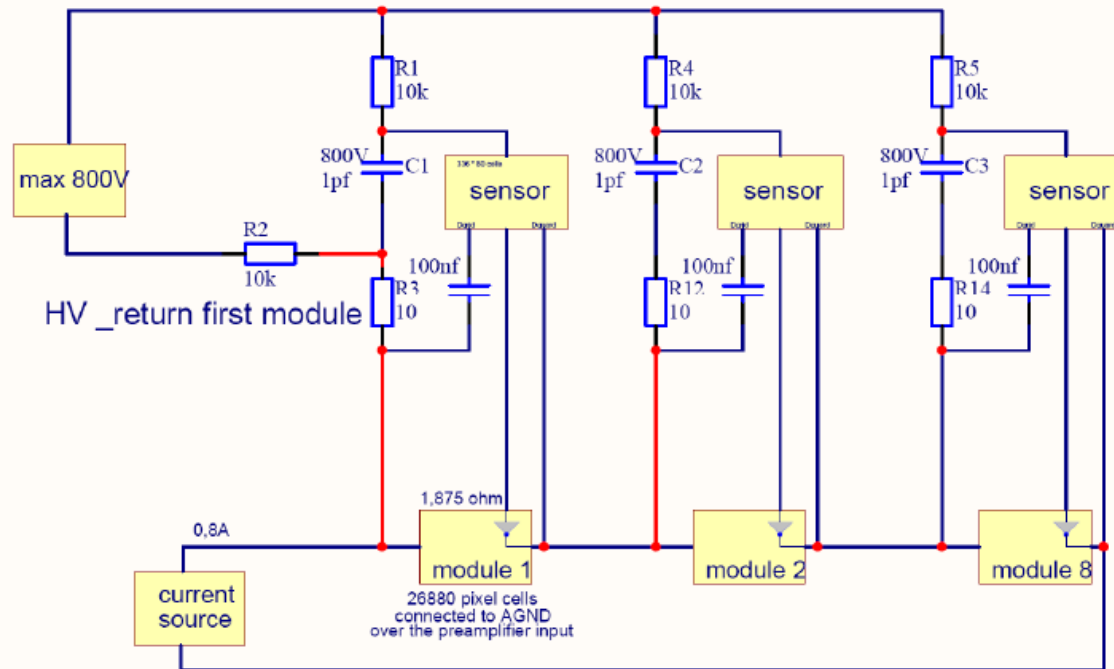 R1
10k
R4
10k
R5
10k
800V
1pf
C1
800V
1pf
C2
800V
1pf
C3
max 800V
336 * 80 cells
sensor
sensor
sensor
R2
10k
100nf
R3
10
100nf
R12
10
100nf
R14
10
HV _return first module
1,875 ohm
0,8A
module 1
module 2
module 8
current
source
26880 pixel cells
connected to AGND
over the preamplifier input